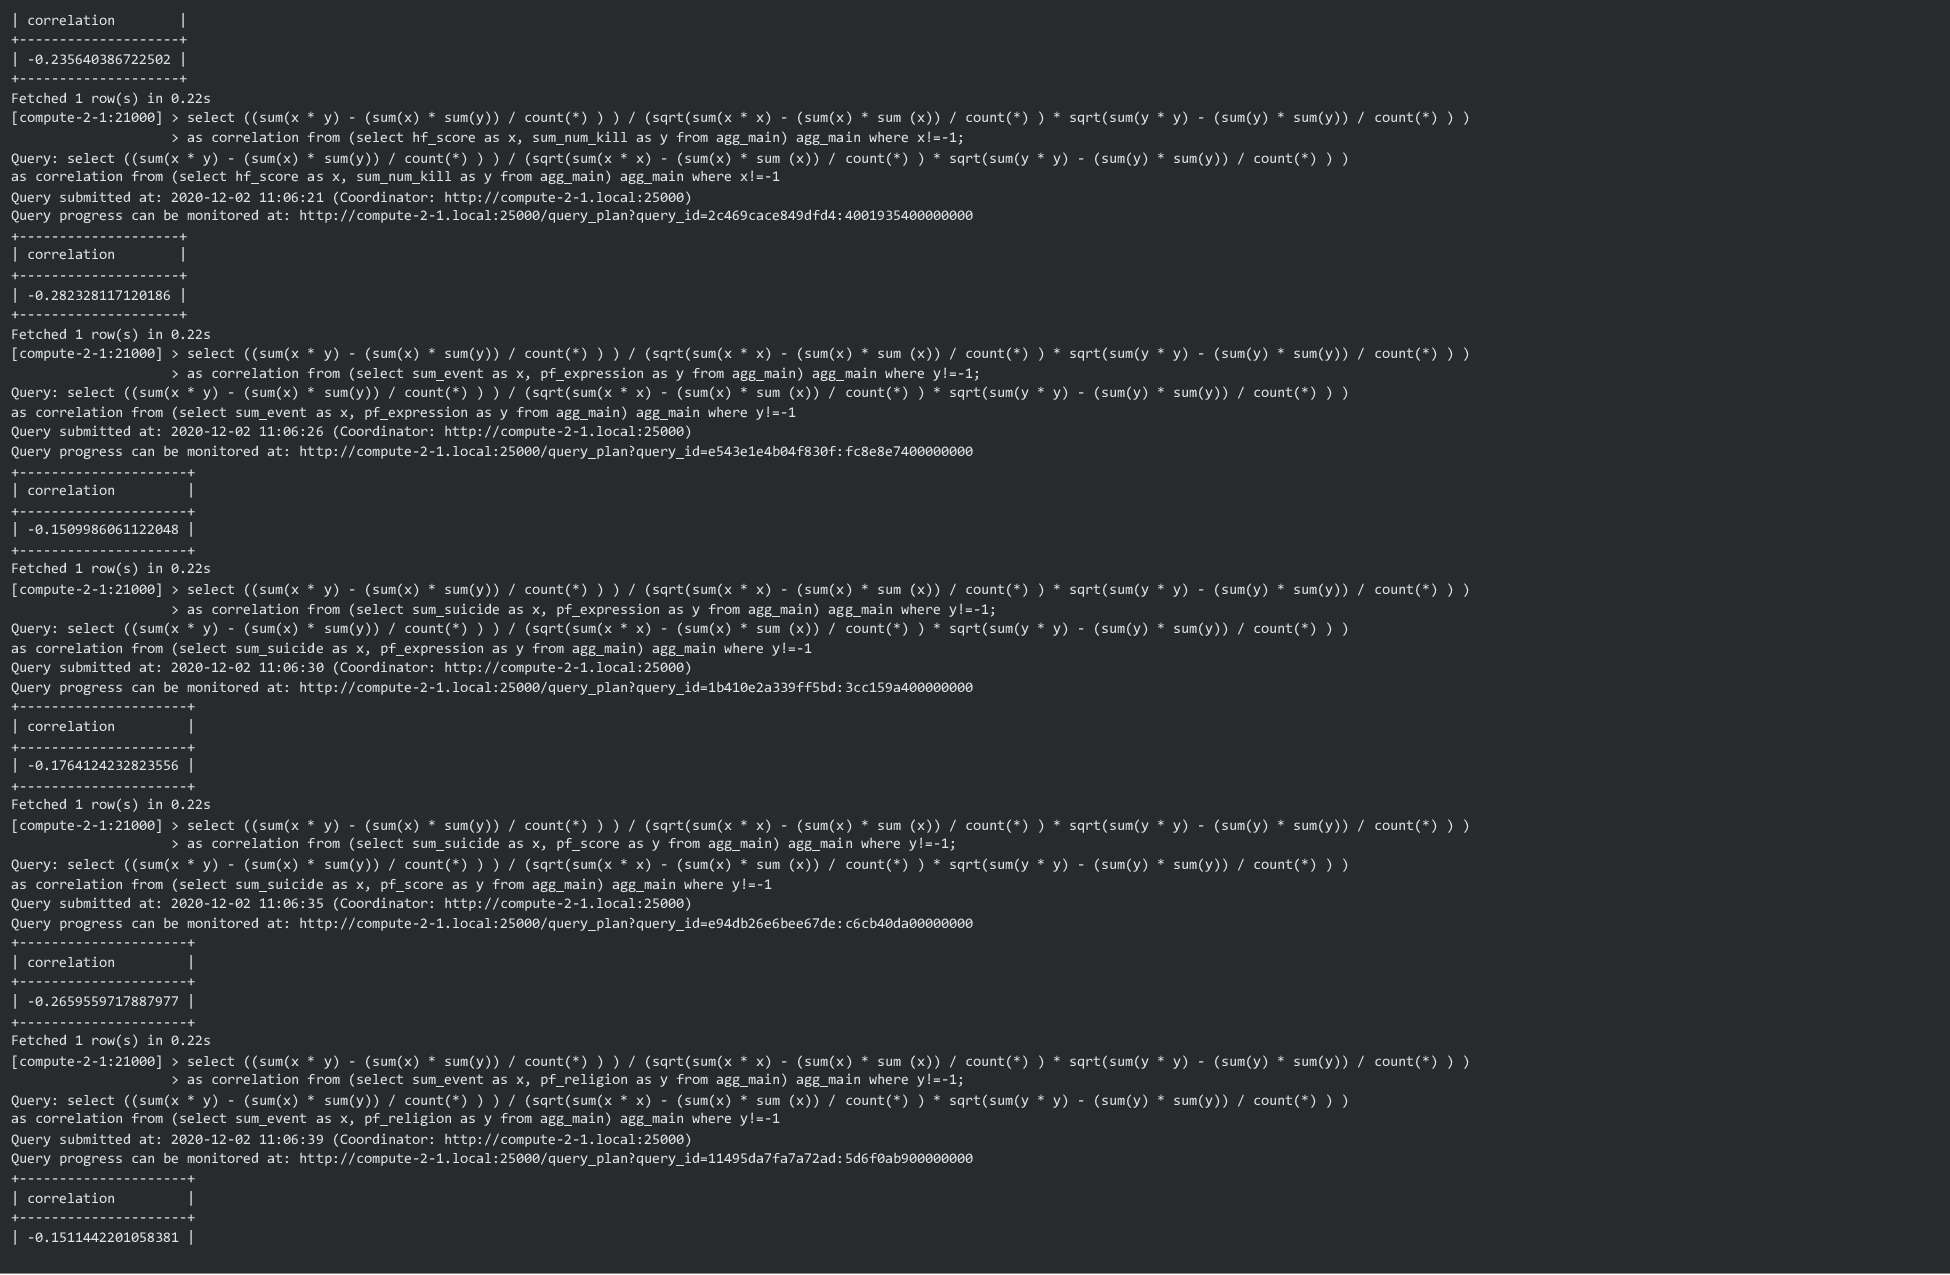 | correlation        |
+--------------------+
| -0.235640386722502 |
+--------------------+
Fetched 1 row(s) in 0.22s
[compute-2-1:21000] > select ((sum(x * y) - (sum(x) * sum(y)) / count(*) ) ) / (sqrt(sum(x * x) - (sum(x) * sum (x)) / count(*) ) * sqrt(sum(y * y) - (sum(y) * sum(y)) / count(*) ) )
                    > as correlation from (select hf_score as x, sum_num_kill as y from agg_main) agg_main where x!=-1;
Query: select ((sum(x * y) - (sum(x) * sum(y)) / count(*) ) ) / (sqrt(sum(x * x) - (sum(x) * sum (x)) / count(*) ) * sqrt(sum(y * y) - (sum(y) * sum(y)) / count(*) ) )
as correlation from (select hf_score as x, sum_num_kill as y from agg_main) agg_main where x!=-1
Query submitted at: 2020-12-02 11:06:21 (Coordinator: http://compute-2-1.local:25000)
Query progress can be monitored at: http://compute-2-1.local:25000/query_plan?query_id=2c469cace849dfd4:4001935400000000
+--------------------+
| correlation        |
+--------------------+
| -0.282328117120186 |
+--------------------+
Fetched 1 row(s) in 0.22s
[compute-2-1:21000] > select ((sum(x * y) - (sum(x) * sum(y)) / count(*) ) ) / (sqrt(sum(x * x) - (sum(x) * sum (x)) / count(*) ) * sqrt(sum(y * y) - (sum(y) * sum(y)) / count(*) ) )
                    > as correlation from (select sum_event as x, pf_expression as y from agg_main) agg_main where y!=-1;
Query: select ((sum(x * y) - (sum(x) * sum(y)) / count(*) ) ) / (sqrt(sum(x * x) - (sum(x) * sum (x)) / count(*) ) * sqrt(sum(y * y) - (sum(y) * sum(y)) / count(*) ) )
as correlation from (select sum_event as x, pf_expression as y from agg_main) agg_main where y!=-1
Query submitted at: 2020-12-02 11:06:26 (Coordinator: http://compute-2-1.local:25000)
Query progress can be monitored at: http://compute-2-1.local:25000/query_plan?query_id=e543e1e4b04f830f:fc8e8e7400000000
+---------------------+
| correlation         |
+---------------------+
| -0.1509986061122048 |
+---------------------+
Fetched 1 row(s) in 0.22s
[compute-2-1:21000] > select ((sum(x * y) - (sum(x) * sum(y)) / count(*) ) ) / (sqrt(sum(x * x) - (sum(x) * sum (x)) / count(*) ) * sqrt(sum(y * y) - (sum(y) * sum(y)) / count(*) ) )
                    > as correlation from (select sum_suicide as x, pf_expression as y from agg_main) agg_main where y!=-1;
Query: select ((sum(x * y) - (sum(x) * sum(y)) / count(*) ) ) / (sqrt(sum(x * x) - (sum(x) * sum (x)) / count(*) ) * sqrt(sum(y * y) - (sum(y) * sum(y)) / count(*) ) )
as correlation from (select sum_suicide as x, pf_expression as y from agg_main) agg_main where y!=-1
Query submitted at: 2020-12-02 11:06:30 (Coordinator: http://compute-2-1.local:25000)
Query progress can be monitored at: http://compute-2-1.local:25000/query_plan?query_id=1b410e2a339ff5bd:3cc159a400000000
+---------------------+
| correlation         |
+---------------------+
| -0.1764124232823556 |
+---------------------+
Fetched 1 row(s) in 0.22s
[compute-2-1:21000] > select ((sum(x * y) - (sum(x) * sum(y)) / count(*) ) ) / (sqrt(sum(x * x) - (sum(x) * sum (x)) / count(*) ) * sqrt(sum(y * y) - (sum(y) * sum(y)) / count(*) ) )
                    > as correlation from (select sum_suicide as x, pf_score as y from agg_main) agg_main where y!=-1;
Query: select ((sum(x * y) - (sum(x) * sum(y)) / count(*) ) ) / (sqrt(sum(x * x) - (sum(x) * sum (x)) / count(*) ) * sqrt(sum(y * y) - (sum(y) * sum(y)) / count(*) ) )
as correlation from (select sum_suicide as x, pf_score as y from agg_main) agg_main where y!=-1
Query submitted at: 2020-12-02 11:06:35 (Coordinator: http://compute-2-1.local:25000)
Query progress can be monitored at: http://compute-2-1.local:25000/query_plan?query_id=e94db26e6bee67de:c6cb40da00000000
+---------------------+
| correlation         |
+---------------------+
| -0.2659559717887977 |
+---------------------+
Fetched 1 row(s) in 0.22s
[compute-2-1:21000] > select ((sum(x * y) - (sum(x) * sum(y)) / count(*) ) ) / (sqrt(sum(x * x) - (sum(x) * sum (x)) / count(*) ) * sqrt(sum(y * y) - (sum(y) * sum(y)) / count(*) ) )
                    > as correlation from (select sum_event as x, pf_religion as y from agg_main) agg_main where y!=-1;
Query: select ((sum(x * y) - (sum(x) * sum(y)) / count(*) ) ) / (sqrt(sum(x * x) - (sum(x) * sum (x)) / count(*) ) * sqrt(sum(y * y) - (sum(y) * sum(y)) / count(*) ) )
as correlation from (select sum_event as x, pf_religion as y from agg_main) agg_main where y!=-1
Query submitted at: 2020-12-02 11:06:39 (Coordinator: http://compute-2-1.local:25000)
Query progress can be monitored at: http://compute-2-1.local:25000/query_plan?query_id=11495da7fa7a72ad:5d6f0ab900000000
+---------------------+
| correlation         |
+---------------------+
| -0.1511442201058381 |